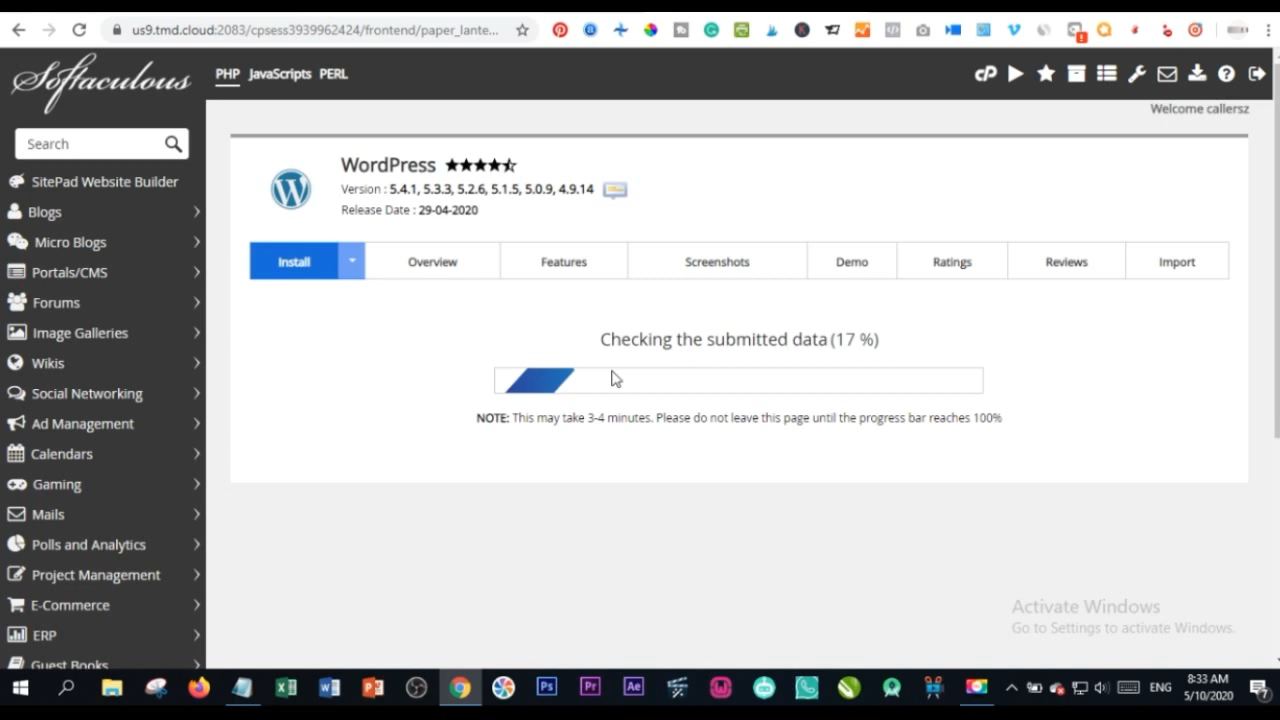 us9.tmd.cloud:2083/cpsess3939962424/frontend/paper_lante...
Softaculous
PHP JavaScripts PERL
Welcome callersz
Search
SitePad Website Builder
Blogs
Micro Blogs
Portals/CMS
Forums
Image Galleries
Wikis
Social Networking
Ad Management
Calendars
Gaming
Mails
Polls and Analytics
Project Management
E-Commerce
ERP
Guest Books
WordPress
Version : 5.4.1, 5.3.3, 5.2.6, 5.1.5, 5.0.9, 4.9.14
Release Date : 29-04-2020
Install Overview Features Screenshots Demo Ratings Reviews Import
Checking the submitted data (17 %)
NOTE: This may take 3-4 minutes. Please do not leave this page until the progress bar reaches 100%
Activate Windows
Go to Settings to activate Windows.
ENG
8:33 AM
5/10/2020